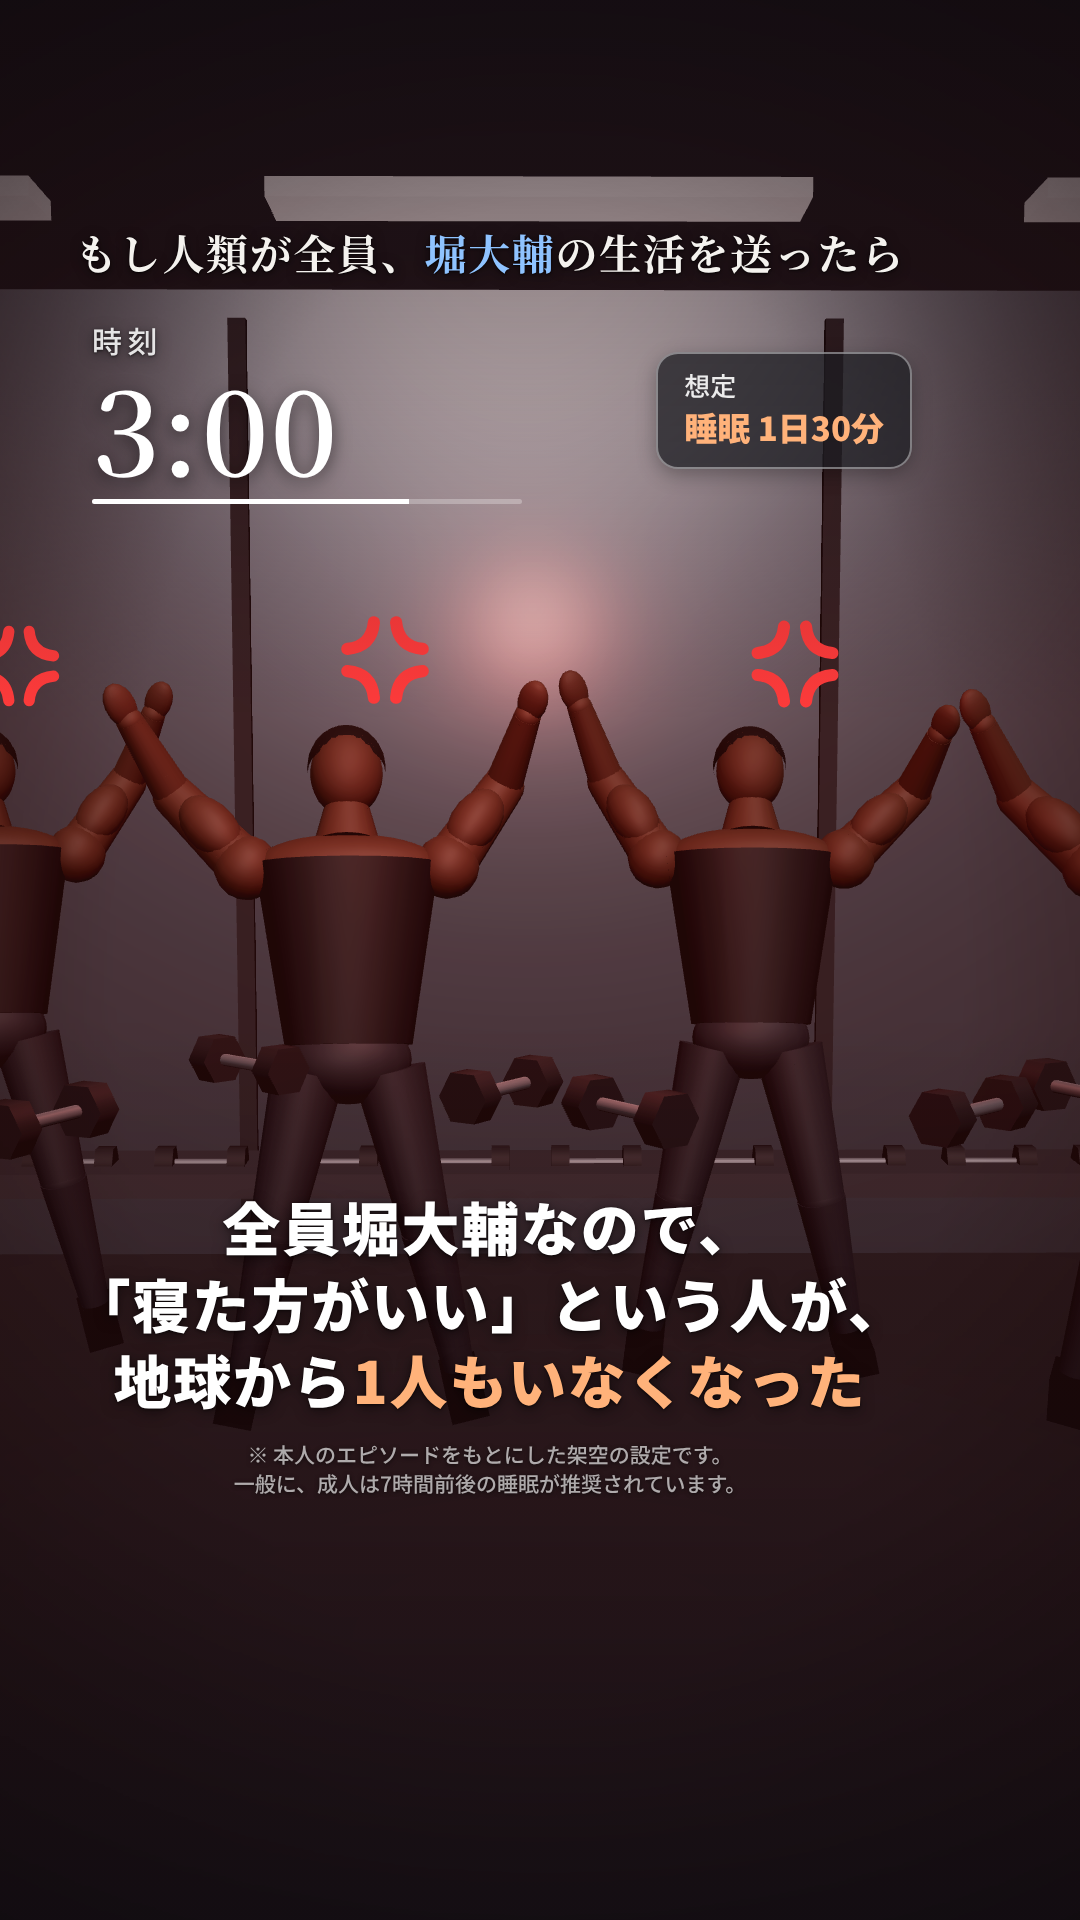 もし人類が全員、堀大輔の生活を送ったら
時刻
3:00
想定
睡眠 1日30分
全員堀大輔なので、
「寝た方がいい」という人が、
地球から1人もいなくなった
※ 本人のエピソードをもとにした架空の設定です。
一般に、成人は7時間前後の睡眠が推奨されています。